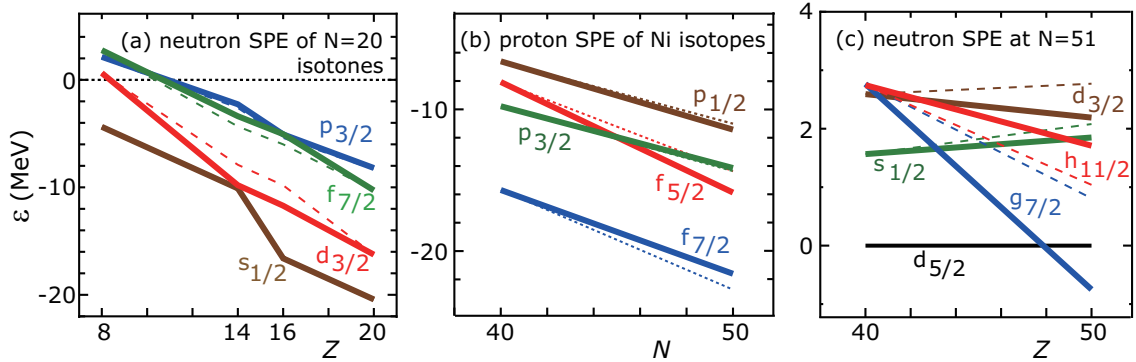 (a) neutron SPE of N=20
isotones
ε (MeV)
0
-10
-20
p3/2
f7/2
d3/2
s1/2
8
14
16
20
Z
(b) proton SPE of Ni isotopes
-10
-15
-20
p1/2
p3/2
f5/2
f7/2
40
50
N
(c) neutron SPE at N=51
4
2
0
d3/2
s1/2
h11/2
g7/2
d5/2
40
50
Z